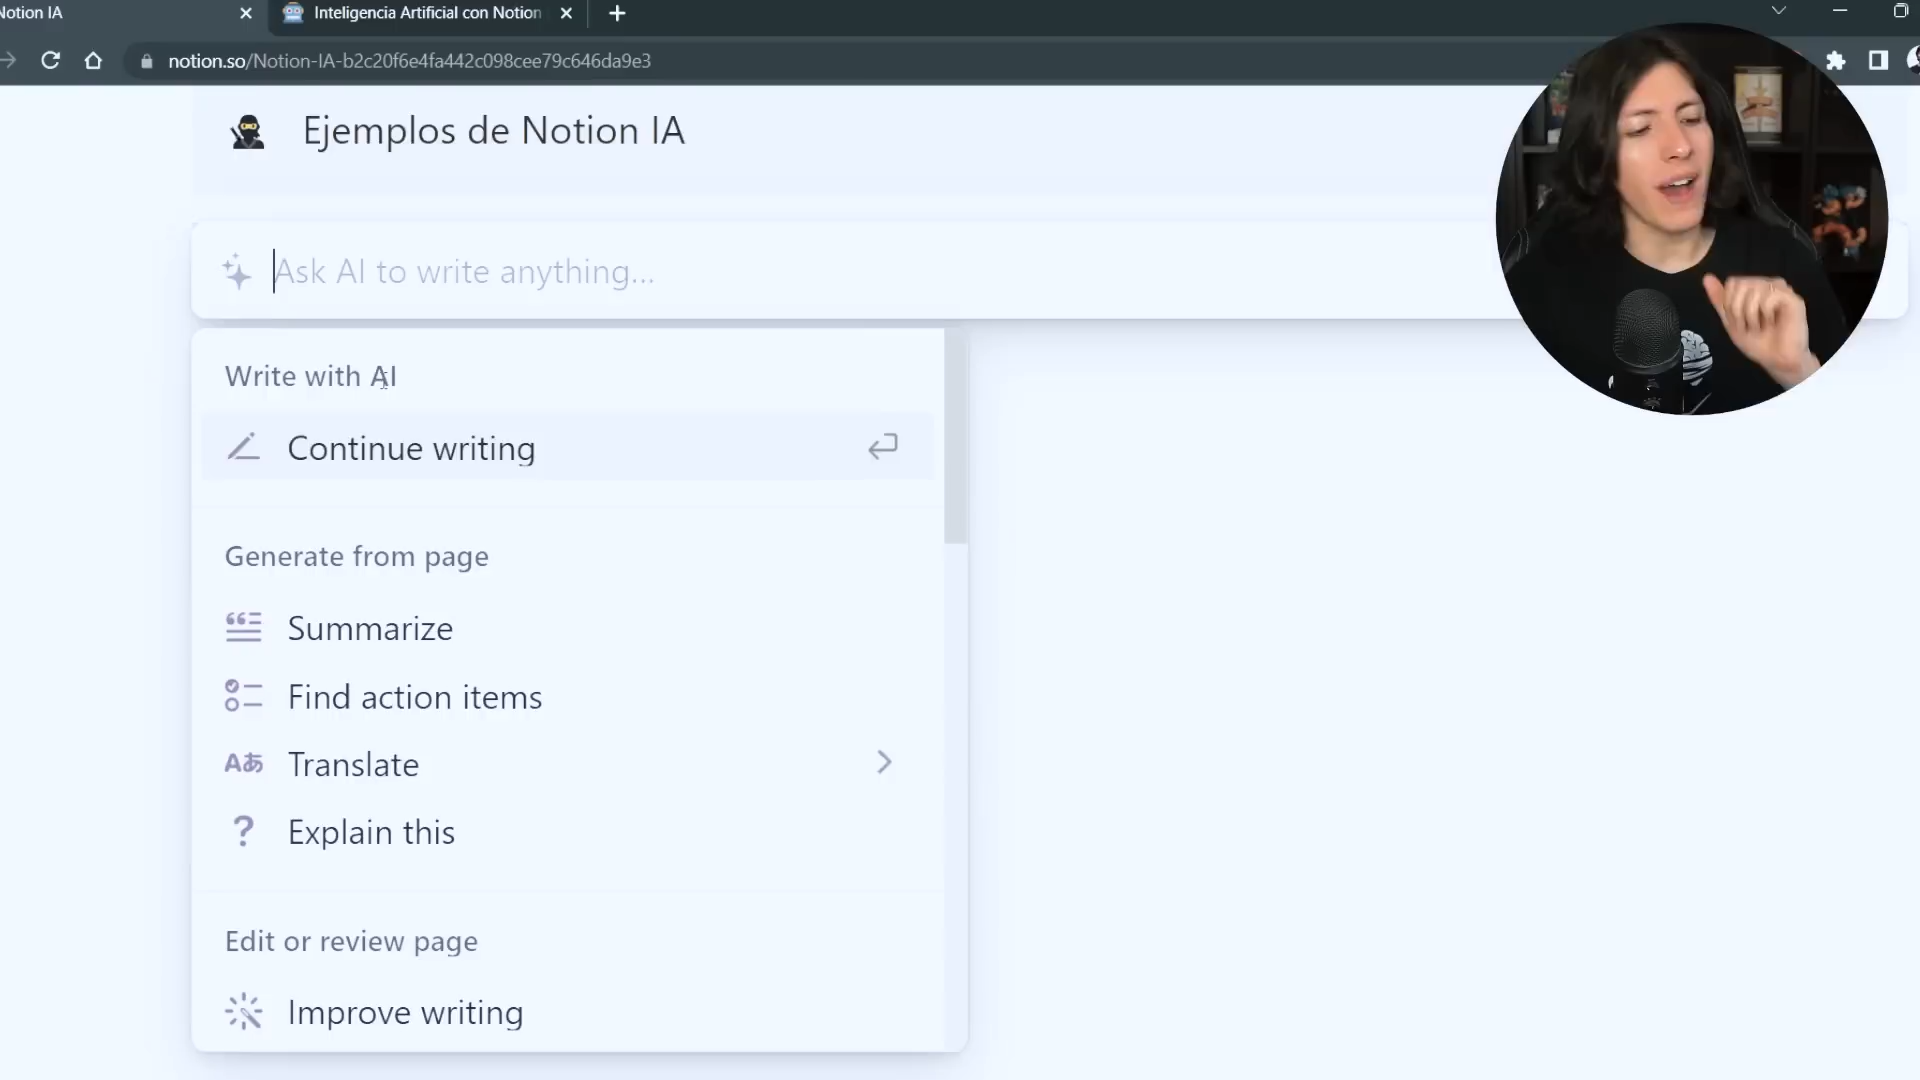 Notion IA
Inteligencia Artificial con Notion
notion.so/Notion-IA-b2c20f6e4fa442c098cee79c646da9e3
Ejemplos de Notion IA
Ask AI to write anything...
Write with AI
Continue writing
Generate from page
Summarize
Find action items
Aあ Translate
? Explain this
Edit or review page
Improve writing